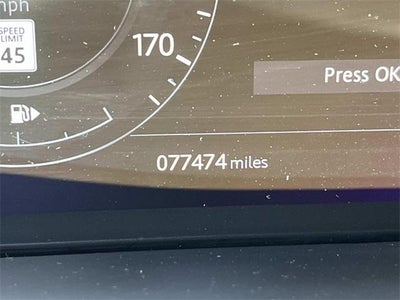 mph
SPEED
LIMIT
45
170
Press OK
077474 miles